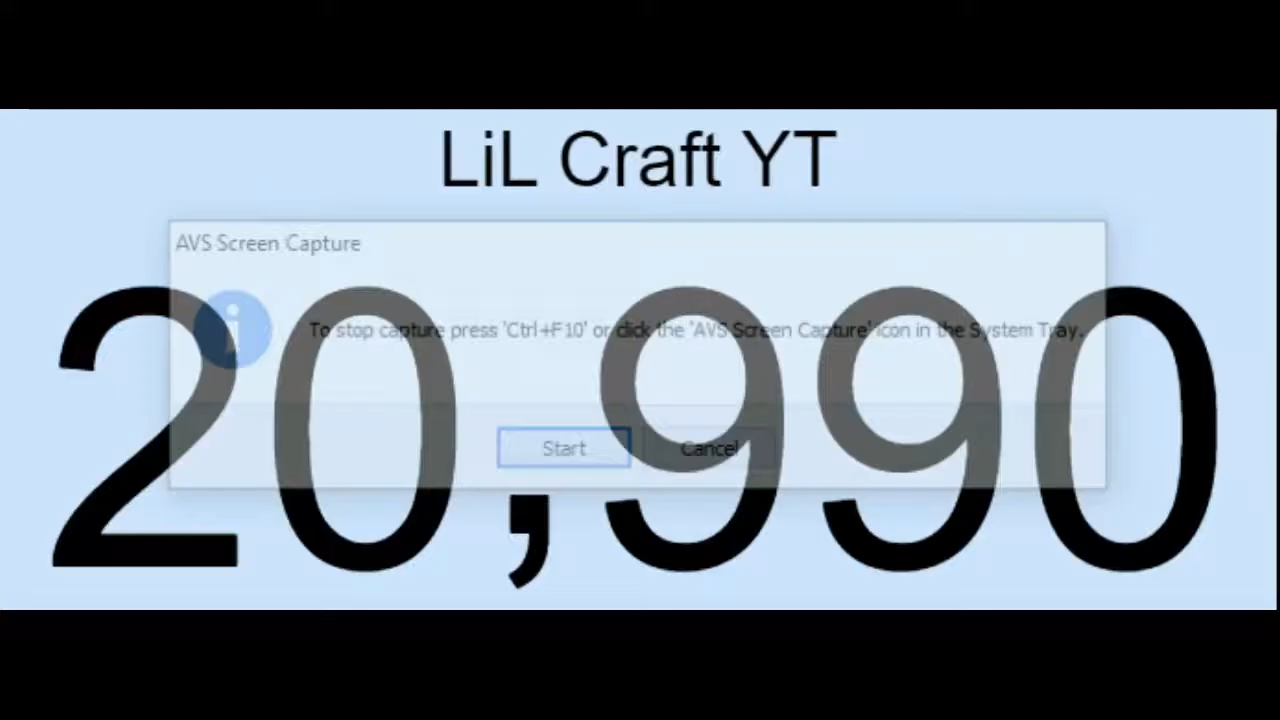 LiL Craft YT
AVS Screen Capture
20,990
To stop capture press 'Ctrl+F10' or click the 'AVS Screen Capture' icon in the System Tray.
Start
Cancel